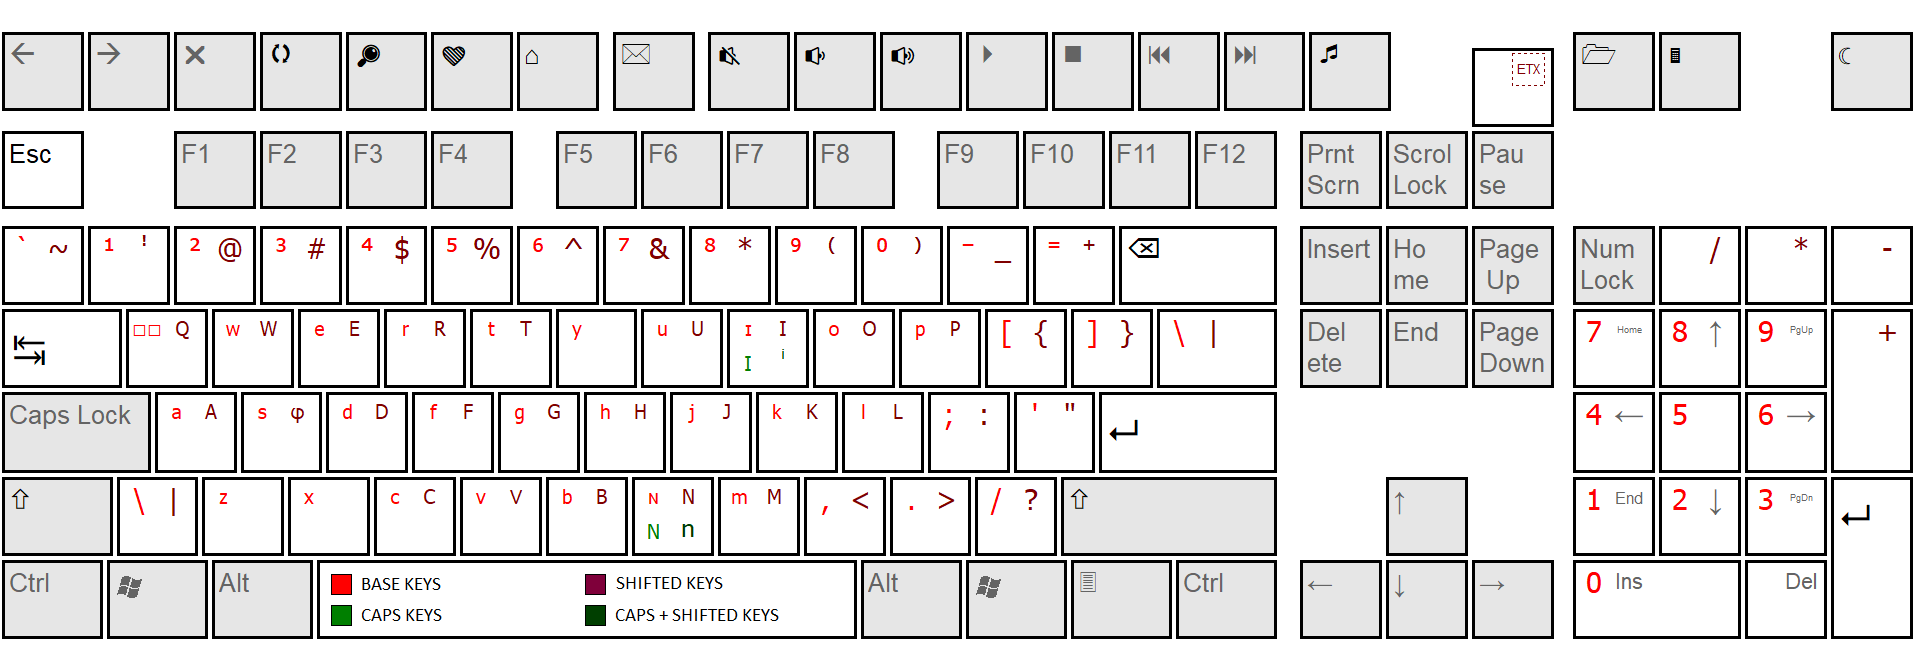 ETX
Esc F1 F2 F3 F4 F5 F6 F7 F8 F9 F10 F11 F12 Prnt Scrn Scrol Lock Pau se
` ~ 1 ! 2 @ 3 # 4 $ 5 % 6 ^ 7 & 8 * 9 ( 0 ) - _ = + ⌫ Insert Ho me Page Up Num Lock / * -
□□ Q w W e E r R t T y u U ɪ I I i o O p P [ { ] } \ | Del ete End Page Down 7 Home 8 ↑ 9 PgUp +
Caps Lock a A s φ d D f F g G h H j J k K l L ; : ' " 4 ← 5 6 →
\ | z x c C v V b B ɴ N N n m M , < . > / ? ↑ 1 End 2 ↓ 3 PgDn
Ctrl Alt BASE KEYS SHIFTED KEYS Alt Ctrl ← ↓ → 0 Ins Del
CAPS KEYS CAPS + SHIFTED KEYS